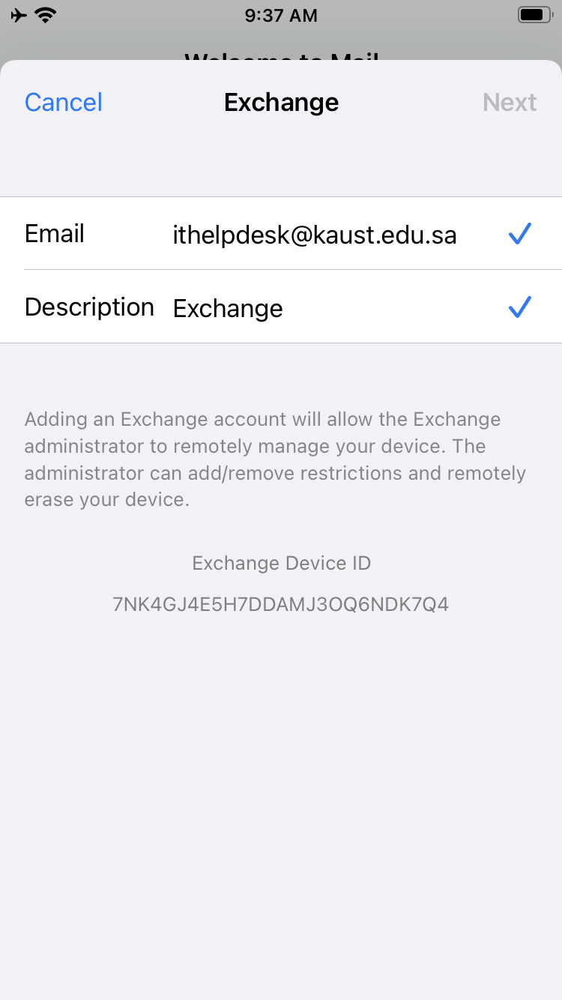 9:37 AM
Welcome to Mail
Cancel
Exchange
Next
Email
ithelpdesk@kaust.edu.sa
Description
Exchange
Adding an Exchange account will allow the Exchange
administrator to remotely manage your device. The
administrator can add/remove restrictions and remotely
erase your device.
Exchange Device ID
7NK4GJ4E5H7DDAMJ3OQ6NDK7Q4